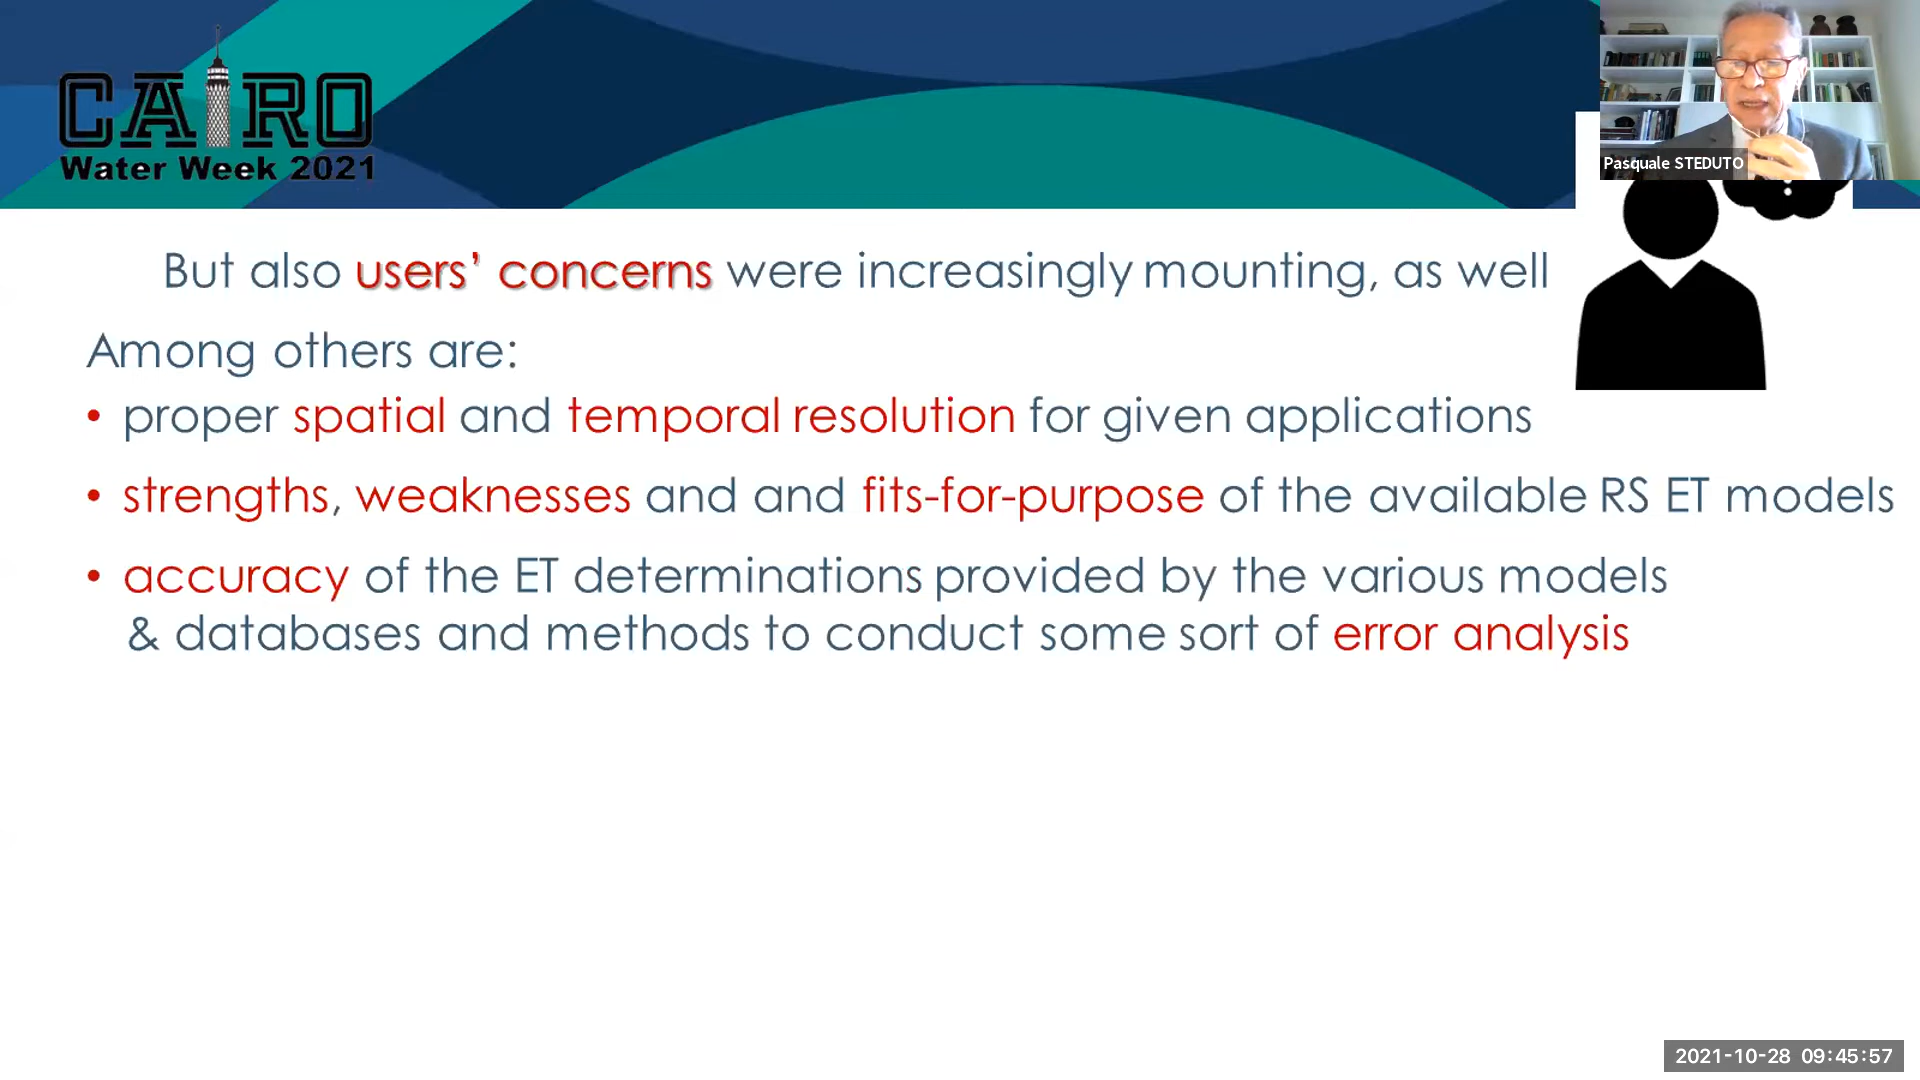 CAIRO
Water Week 2021
Pasquale STEDUTO
But also users’ concerns were increasingly mounting, as well
Among others are:
• proper spatial and temporal resolution for given applications
• strengths, weaknesses and and fits-for-purpose of the available RS ET models
• accuracy of the ET determinations provided by the various models
& databases and methods to conduct some sort of error analysis
2021-10-28 09:45:57